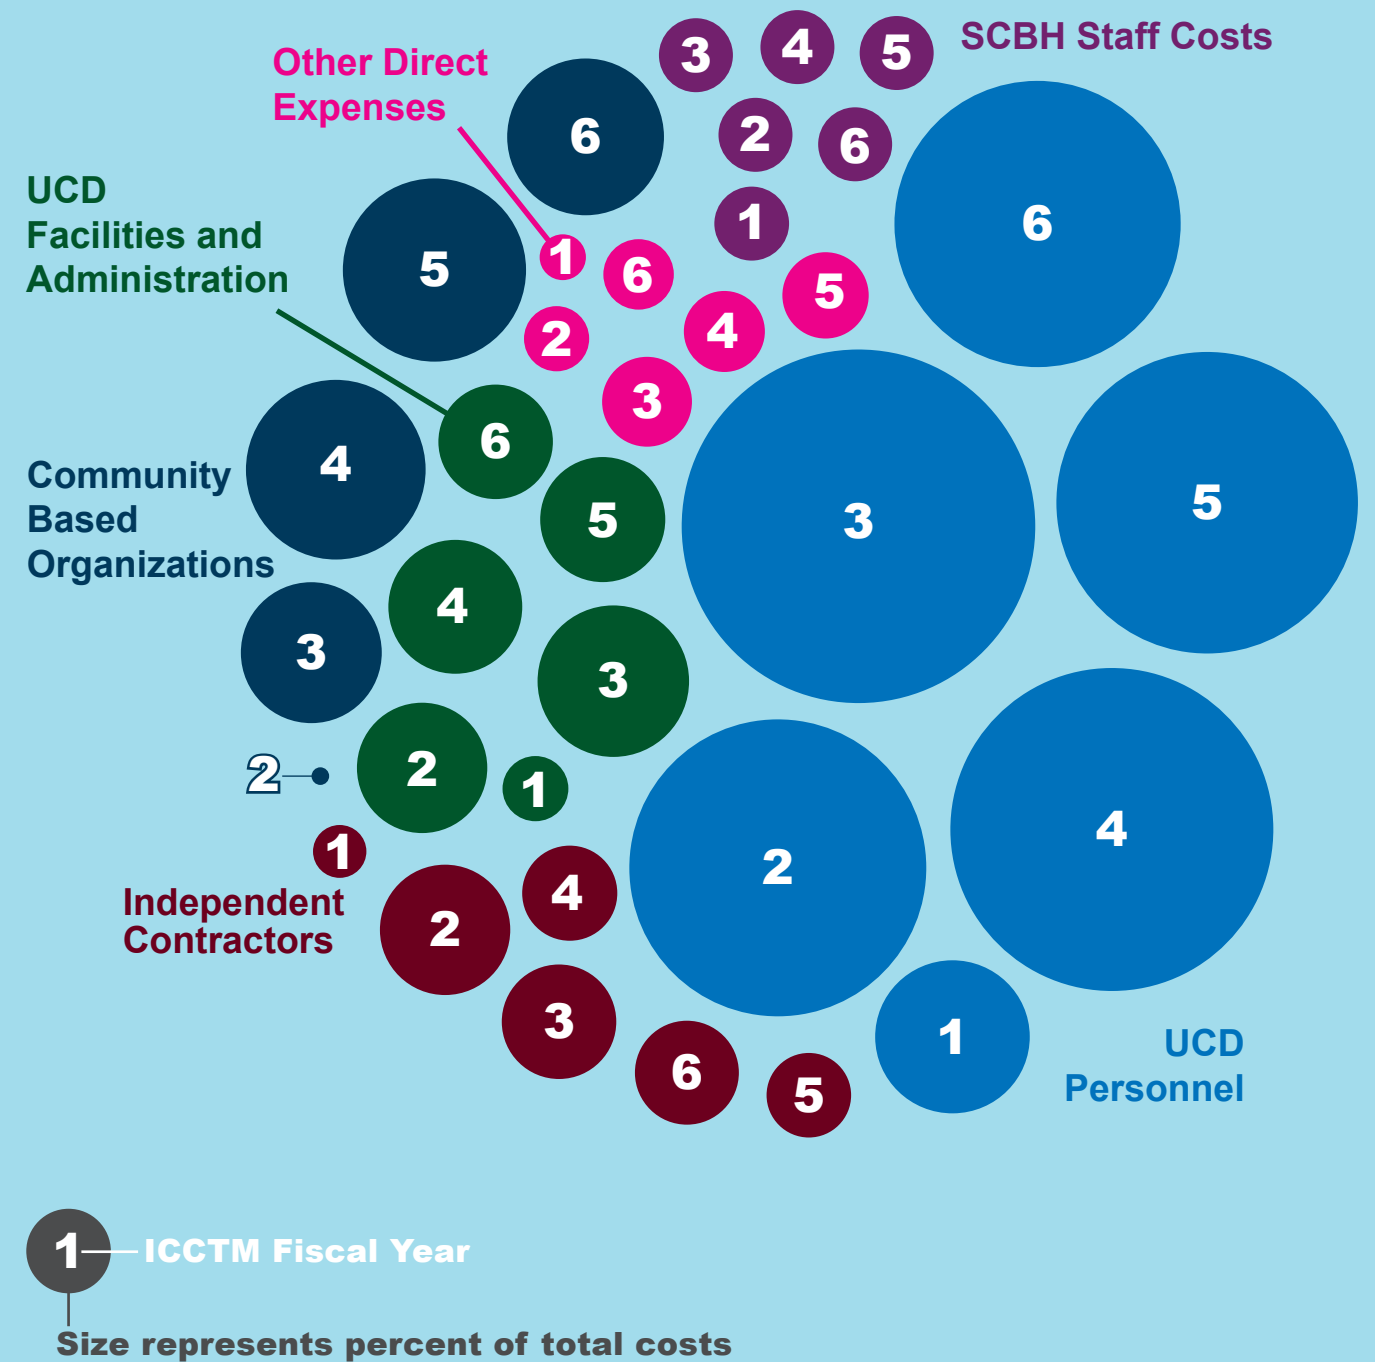 3
4
5
SCBH Staff Costs
Other Direct
Expenses
6
2
6
UCD
Facilities and
Administration
1
6
5
1
6
5
2
4
3
6
4
5
3
5
Community
Based
Organizations
4
3
3
2
2
1
4
1
2
Independent
Contractors
4
2
3
6
5
1
UCD
Personnel
1
ICCTM Fiscal Year
Size represents percent of total costs